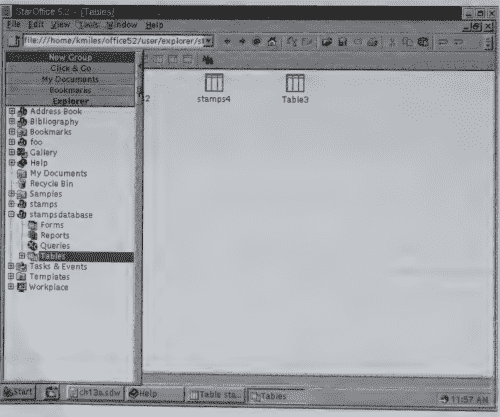 StarOffice 5.2 - [Tables]
File Edit View Tools Window Help
file:///home/kmiles/office52/user/explorer/st
New Group
Click & Go
My Documents
Bookmarks
Explorer
Address Book
Bibliography
Bookmarks
foo
Gallery
Help
My Documents
Recycle Bin
Samples
stamps
stampsdatabase
Forms
Reports
Queries
Tables
Tasks & Events
Templates
Workplace
12
stamps4
Table3
Start
ch13a.sdw
Help
Table sta...
Tables
11:57 AM